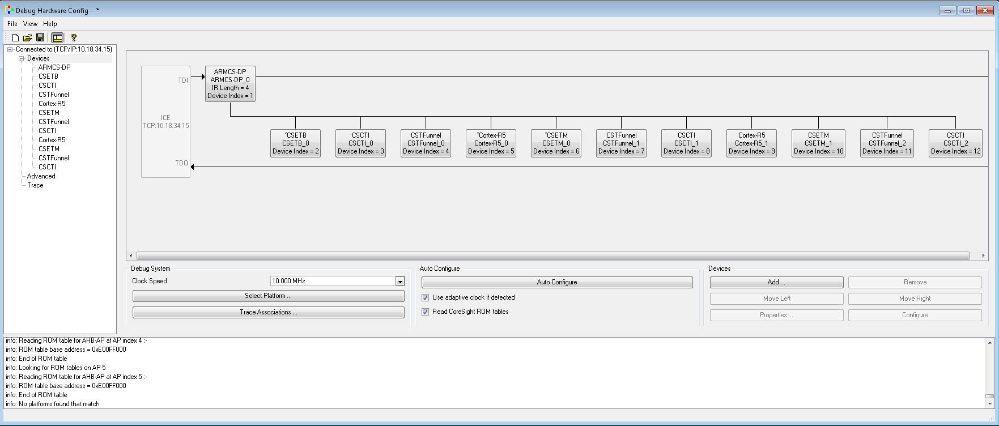 Debug Hardware Config - *
File View Help
Connected to (TCP/IP:10.18.34.15)
Devices
ARMCS-DP
CSETB
CSCTI
CSTFunnel
Cortex-R5
CSETM
CSTFunnel
CSCTI
Cortex-R5
CSETM
CSTFunnel
CSCTI
Advanced
Trace
TDI
ICE
TCP:10.18.34.15
TDO
ARMCS-DP
ARMCS-DP_0
IR Length = 4
Device Index = 1
*CSETB
CSETB_0
Device Index = 2
CSCTI
CSCTI_0
Device Index = 3
CSTFunnel
CSTFunnel_0
Device Index = 4
*Cortex-R5
Cortex-R5_0
Device Index = 5
*CSETM
CSETM_0
Device Index = 6
CSTFunnel
CSTFunnel_1
Device Index = 7
CSCTI
CSCTI_1
Device Index = 8
Cortex-R5
Cortex-R5_1
Device Index = 9
CSETM
CSETM_1
Device Index = 10
CSTFunnel
CSTFunnel_2
Device Index = 11
CSCTI
CSCTI_2
Device Index = 12
Debug System
Clock Speed 10.000 MHz
Select Platform ...
Trace Associations ...
Auto Configure
Auto Configure
Use adaptive clock if detected
Read CoreSight ROM tables
Devices
Add ... Remove
Move Left Move Right
Properties ... Configure
info: Reading ROM table for AHB-AP at AP index 4 :-
info: ROM table base address = 0xE00FF000
info: End of ROM table
info: Looking for ROM tables on AP 5
info: Reading ROM table for AHB-AP at AP index 5 :-
info: ROM table base address = 0xE00FF000
info: End of ROM table
info: No platforms found that match